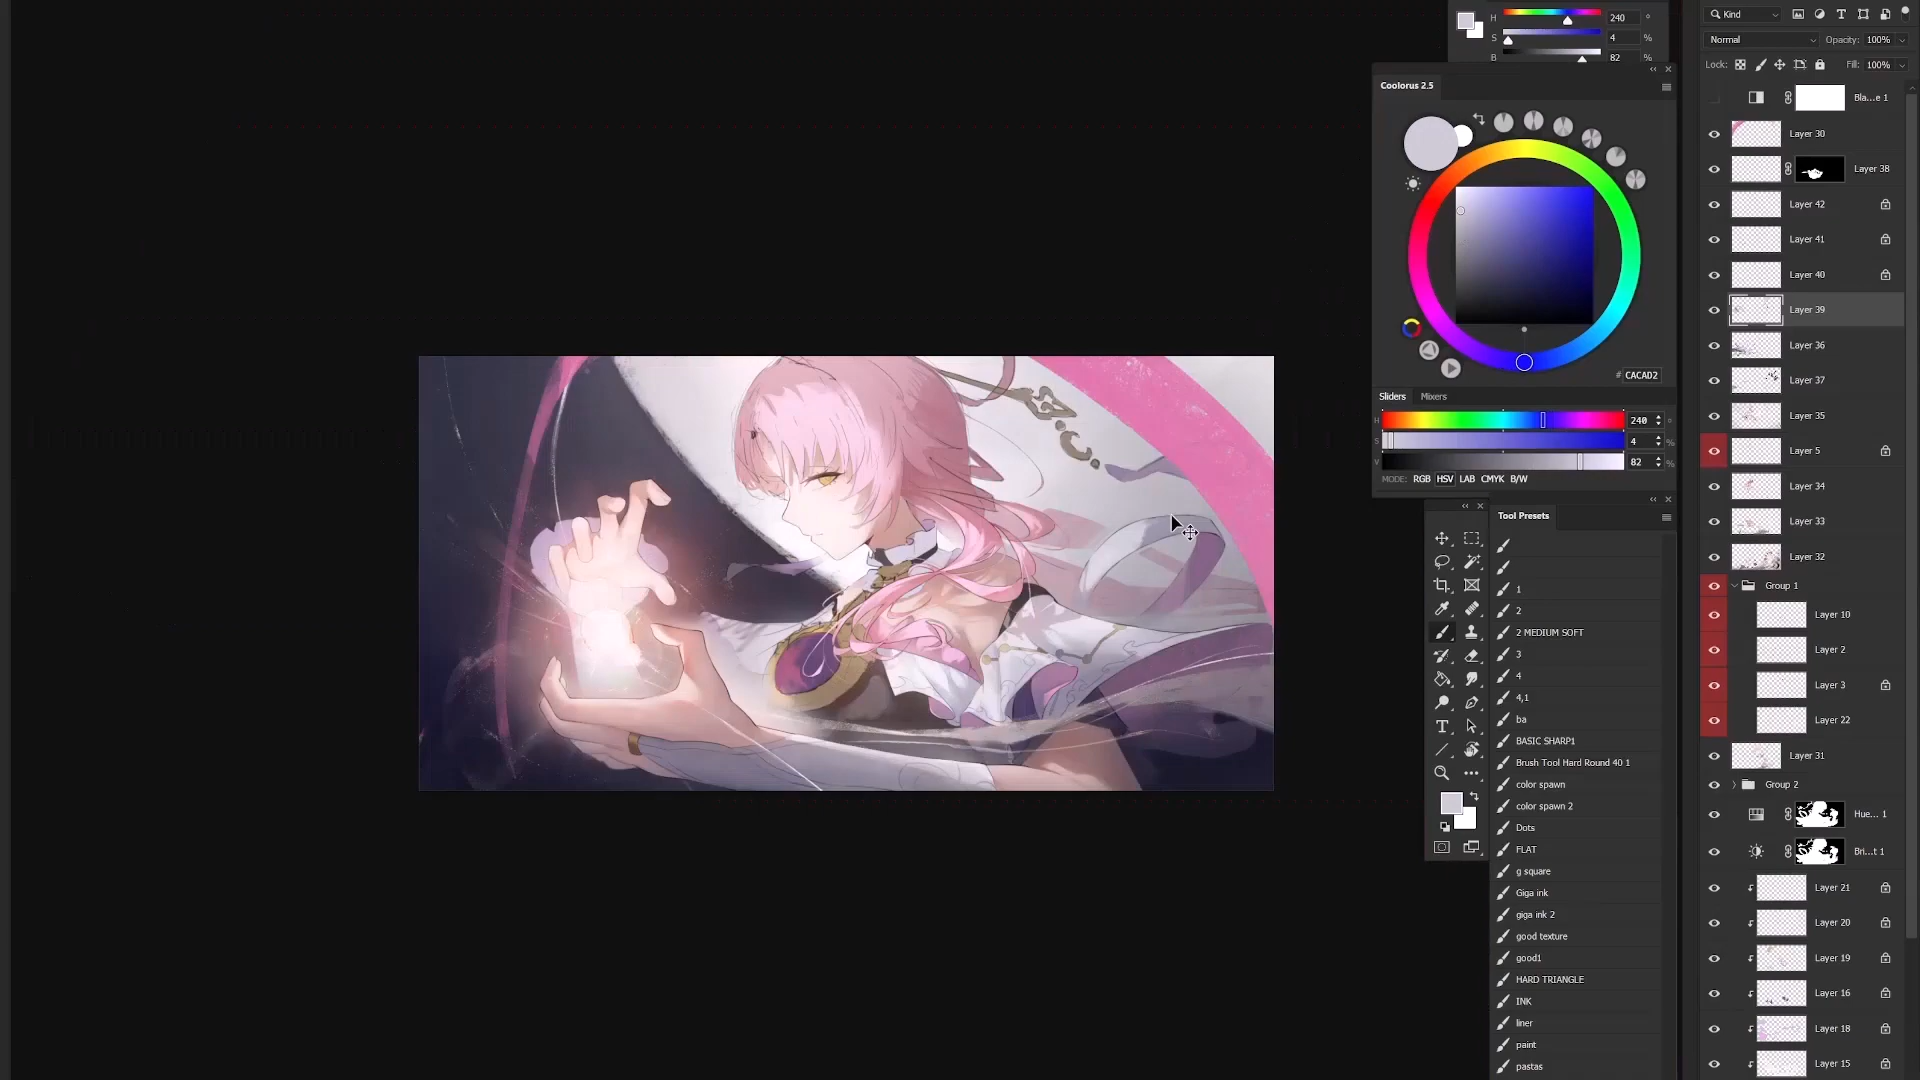 H 240 °
S 4 %
B 82 %
Coolorus 2.5
# CACAD2
Sliders Mixers
H 240 °
S 4 %
V 82 %
MODE: RGB HSV LAB CMYK B/W
Tool Presets
1
2
2 MEDIUM SOFT
3
4
4,1
ba
BASIC SHARP1
Brush Tool Hard Round 40 1
color spawn
color spawn 2
Dots
FLAT
g square
Giga ink
giga ink 2
good texture
good1
HARD TRIANGLE
INK
liner
paint
pastas
Kind
Normal Opacity: 100%
Lock: Fill: 100%
Bla...e 1
Layer 30
Layer 38
Layer 42
Layer 41
Layer 40
Layer 39
Layer 36
Layer 37
Layer 35
Layer 5
Layer 34
Layer 33
Layer 32
Group 1
Layer 10
Layer 2
Layer 3
Layer 22
Layer 31
Group 2
Hue... 1
Bri...t 1
Layer 21
Layer 20
Layer 19
Layer 16
Layer 18
Layer 15